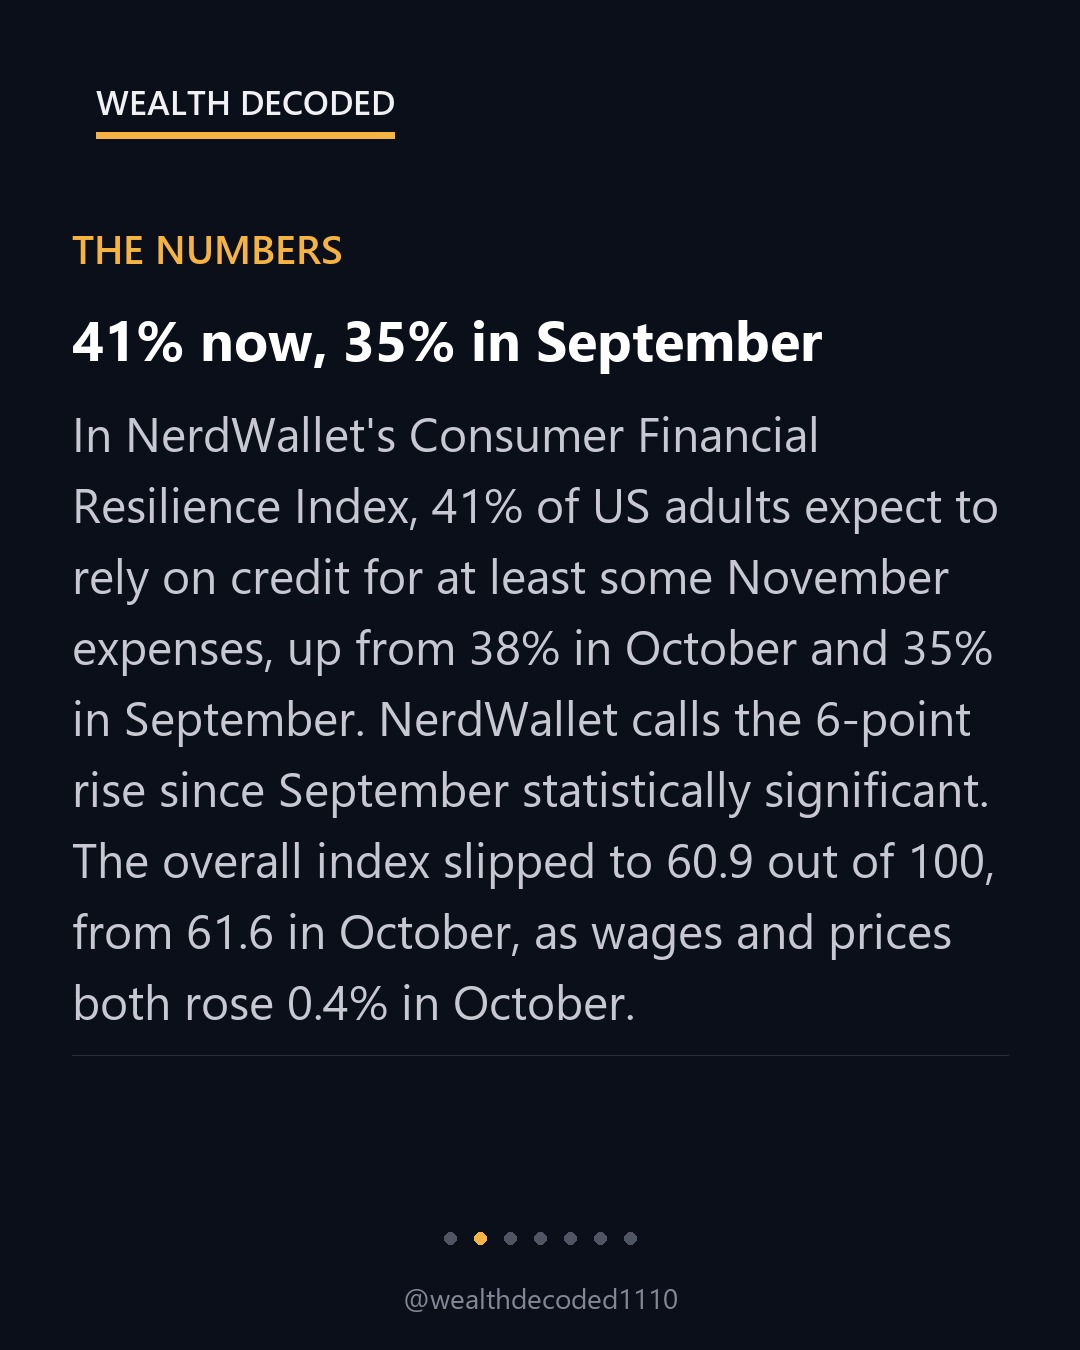 WEALTH DECODED
THE NUMBERS
41% now, 35% in September
In NerdWallet's Consumer Financial
Resilience Index, 41% of US adults expect to
rely on credit for at least some November
expenses, up from 38% in October and 35%
in September. NerdWallet calls the 6-point
rise since September statistically significant.
The overall index slipped to 60.9 out of 100,
from 61.6 in October, as wages and prices
both rose 0.4% in October.
@wealthdecoded1110